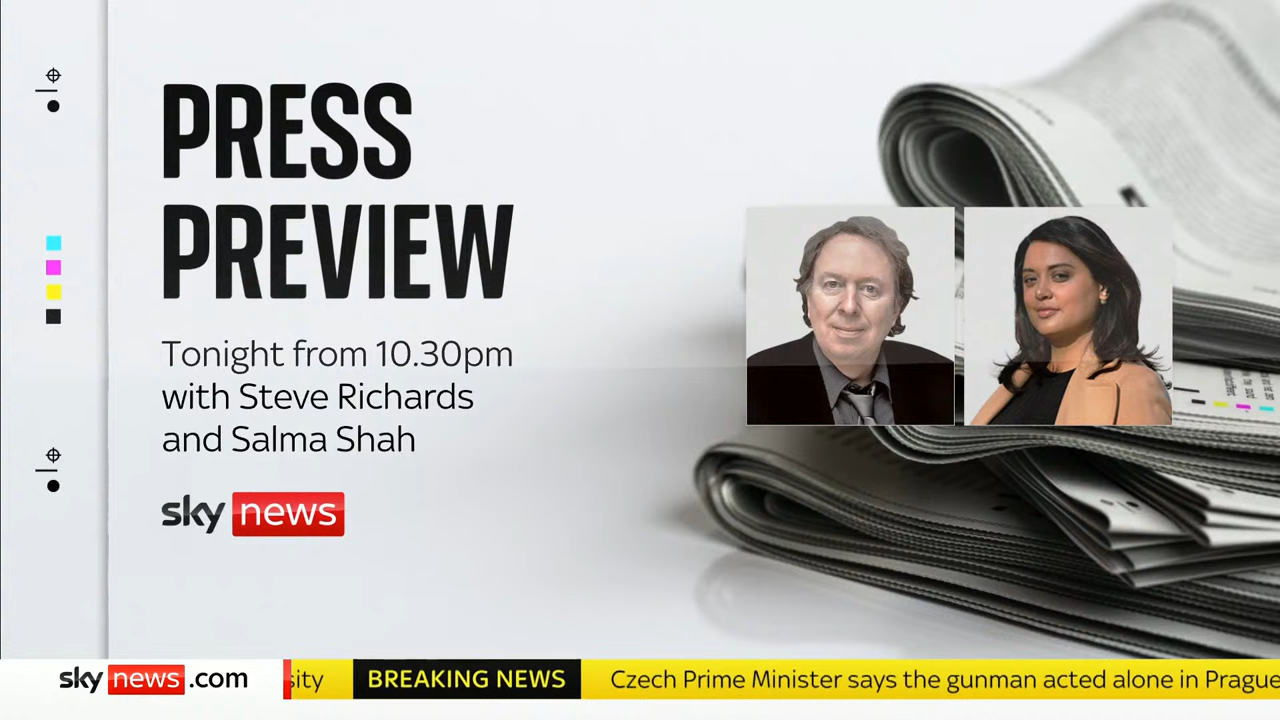 PRESS
PREVIEW
Tonight from 10.30pm
with Steve Richards
and Salma Shah
sky news
sky news .com
sity
BREAKING NEWS
Czech Prime Minister says the gunman acted alone in Prague